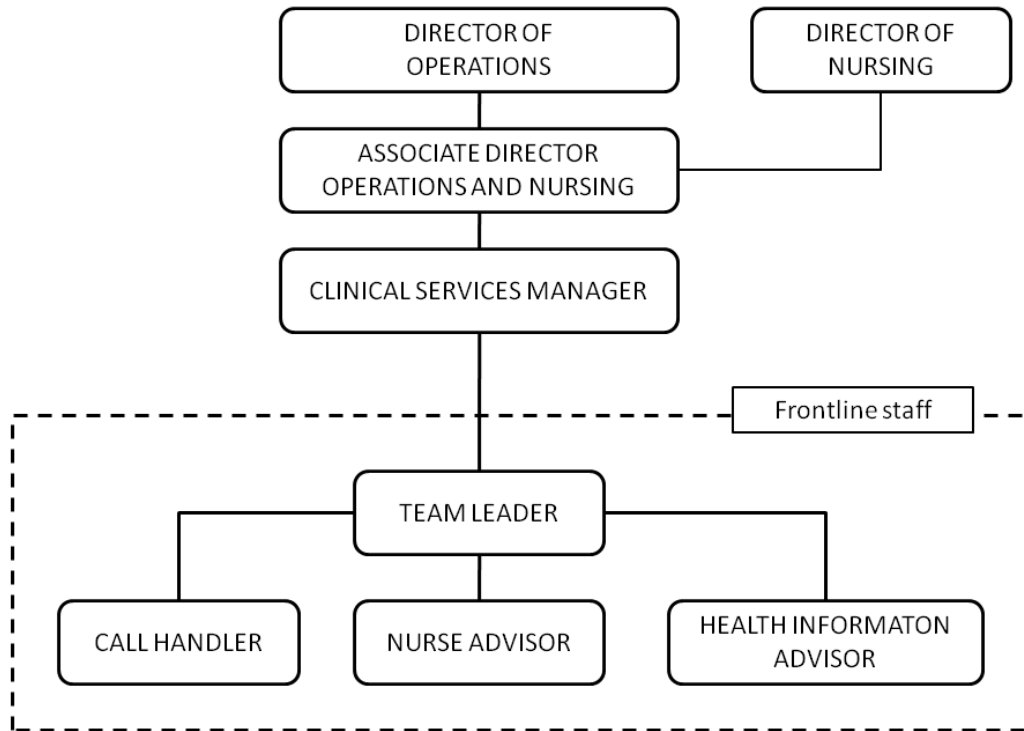 DIRECTOR OF
OPERATIONS
DIRECTOR OF
NURSING
ASSOCIATE DIRECTOR
OPERATIONS AND NURSING
CLINICAL SERVICES MANAGER
Frontline staff
TEAM LEADER
CALL HANDLER
NURSE ADVISOR
HEALTH INFORMATON
ADVISOR